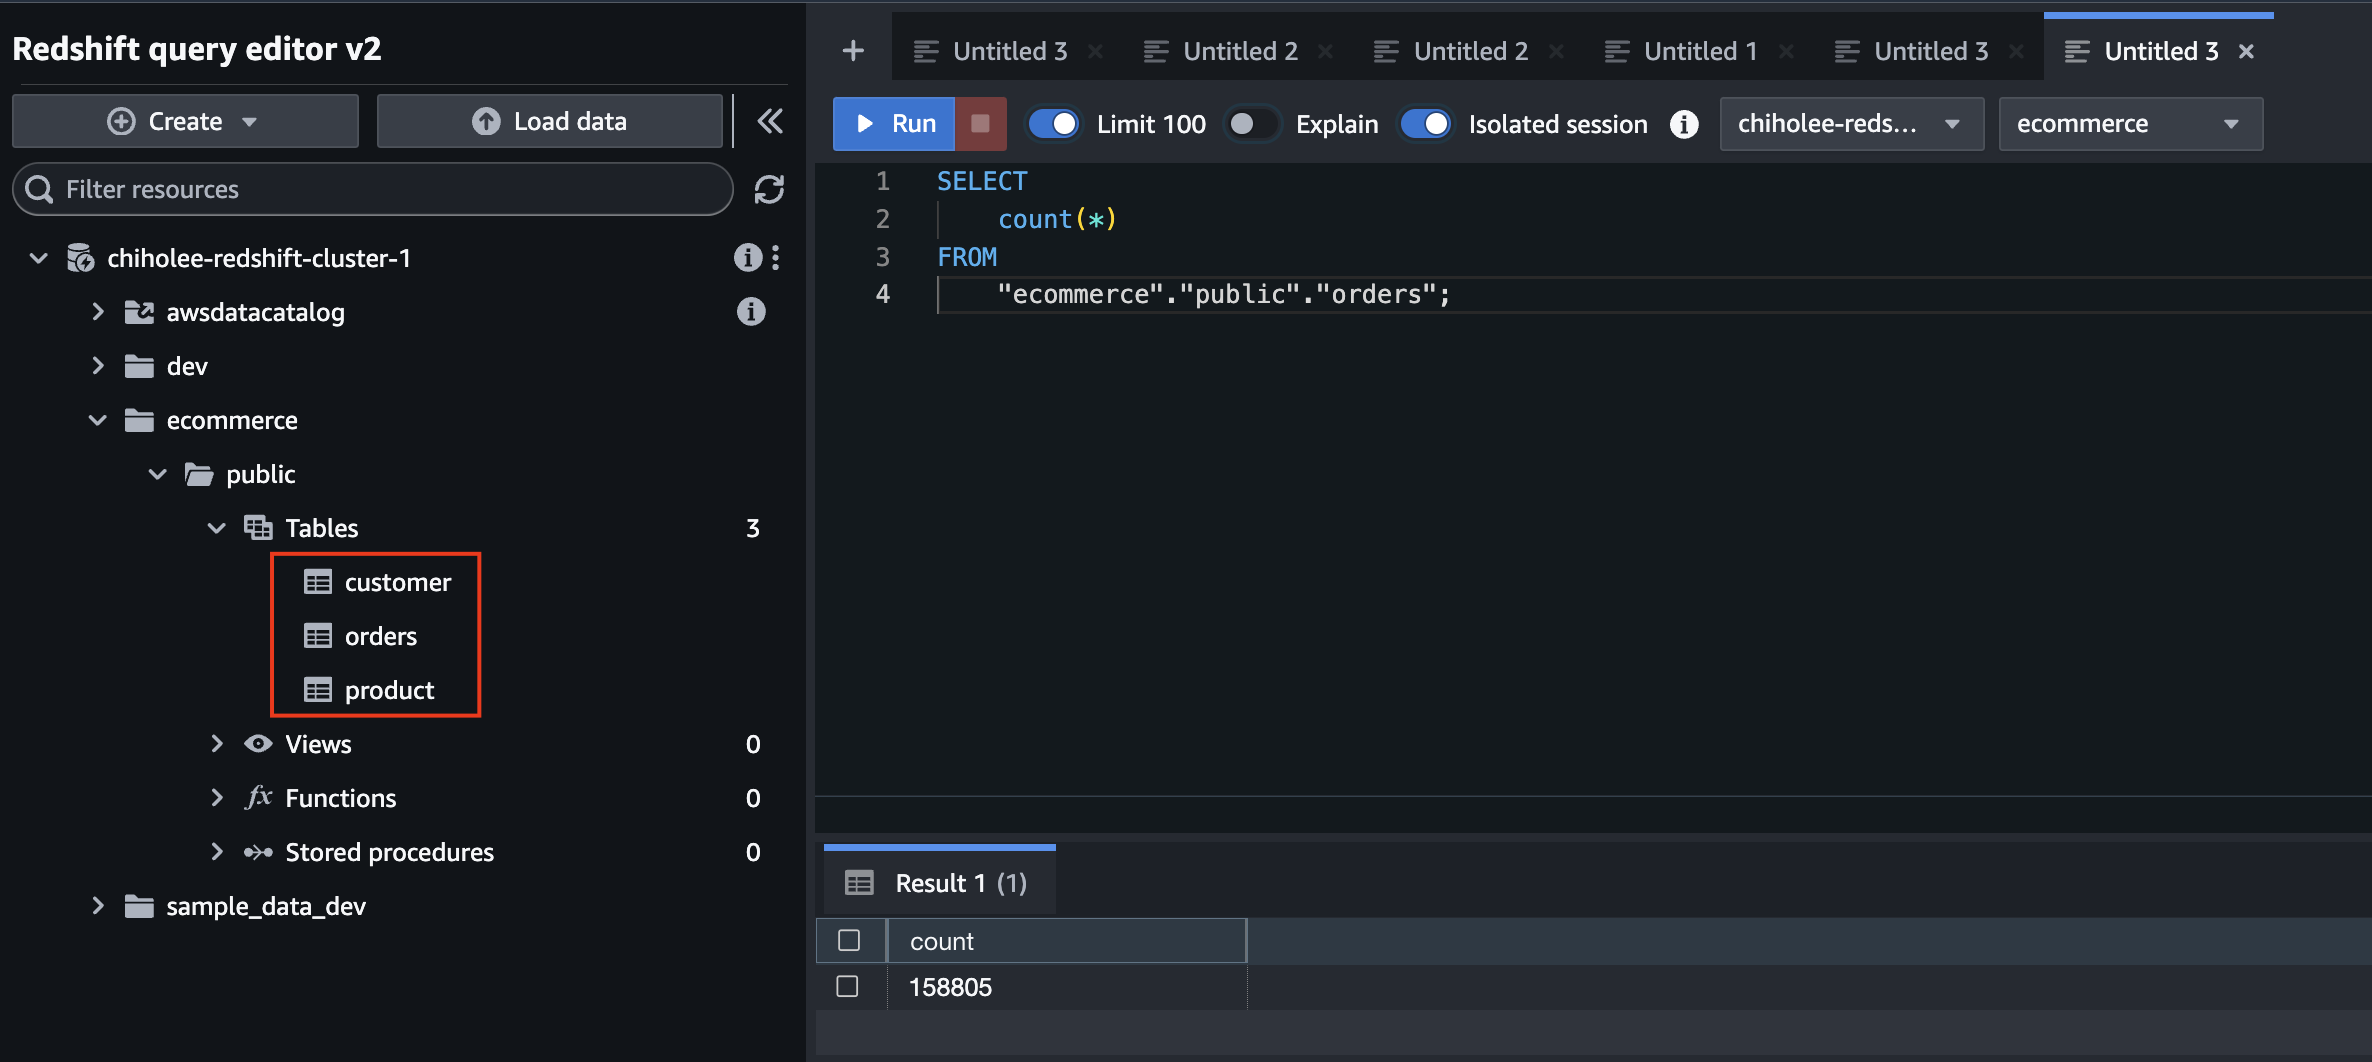 Redshift query editor v2
Create
Load data
Filter resources
chiholee-redshift-cluster-1
awsdatacatalog
dev
ecommerce
public
Tables 3
customer
orders
product
Views 0
Functions 0
Stored procedures 0
sample_data_dev
Untitled 3 Untitled 2 Untitled 2 Untitled 1 Untitled 3 Untitled 3
Run Limit 100 Explain Isolated session chiholee-reds... ecommerce
1 SELECT
2 count(*)
3 FROM
4 "ecommerce"."public"."orders";
Result 1 (1)
count
158805